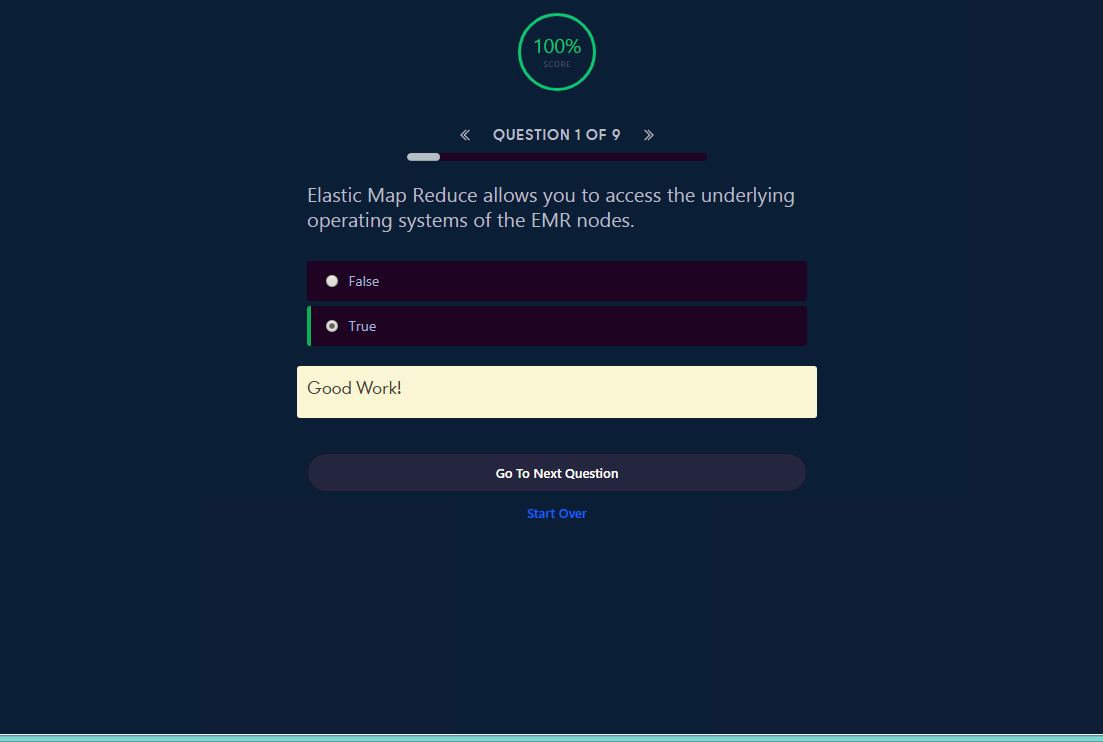 100%
SCORE
« QUESTION 1 OF 9 »
Elastic Map Reduce allows you to access the underlying
operating systems of the EMR nodes.
False
True
Good Work!
Go To Next Question
Start Over